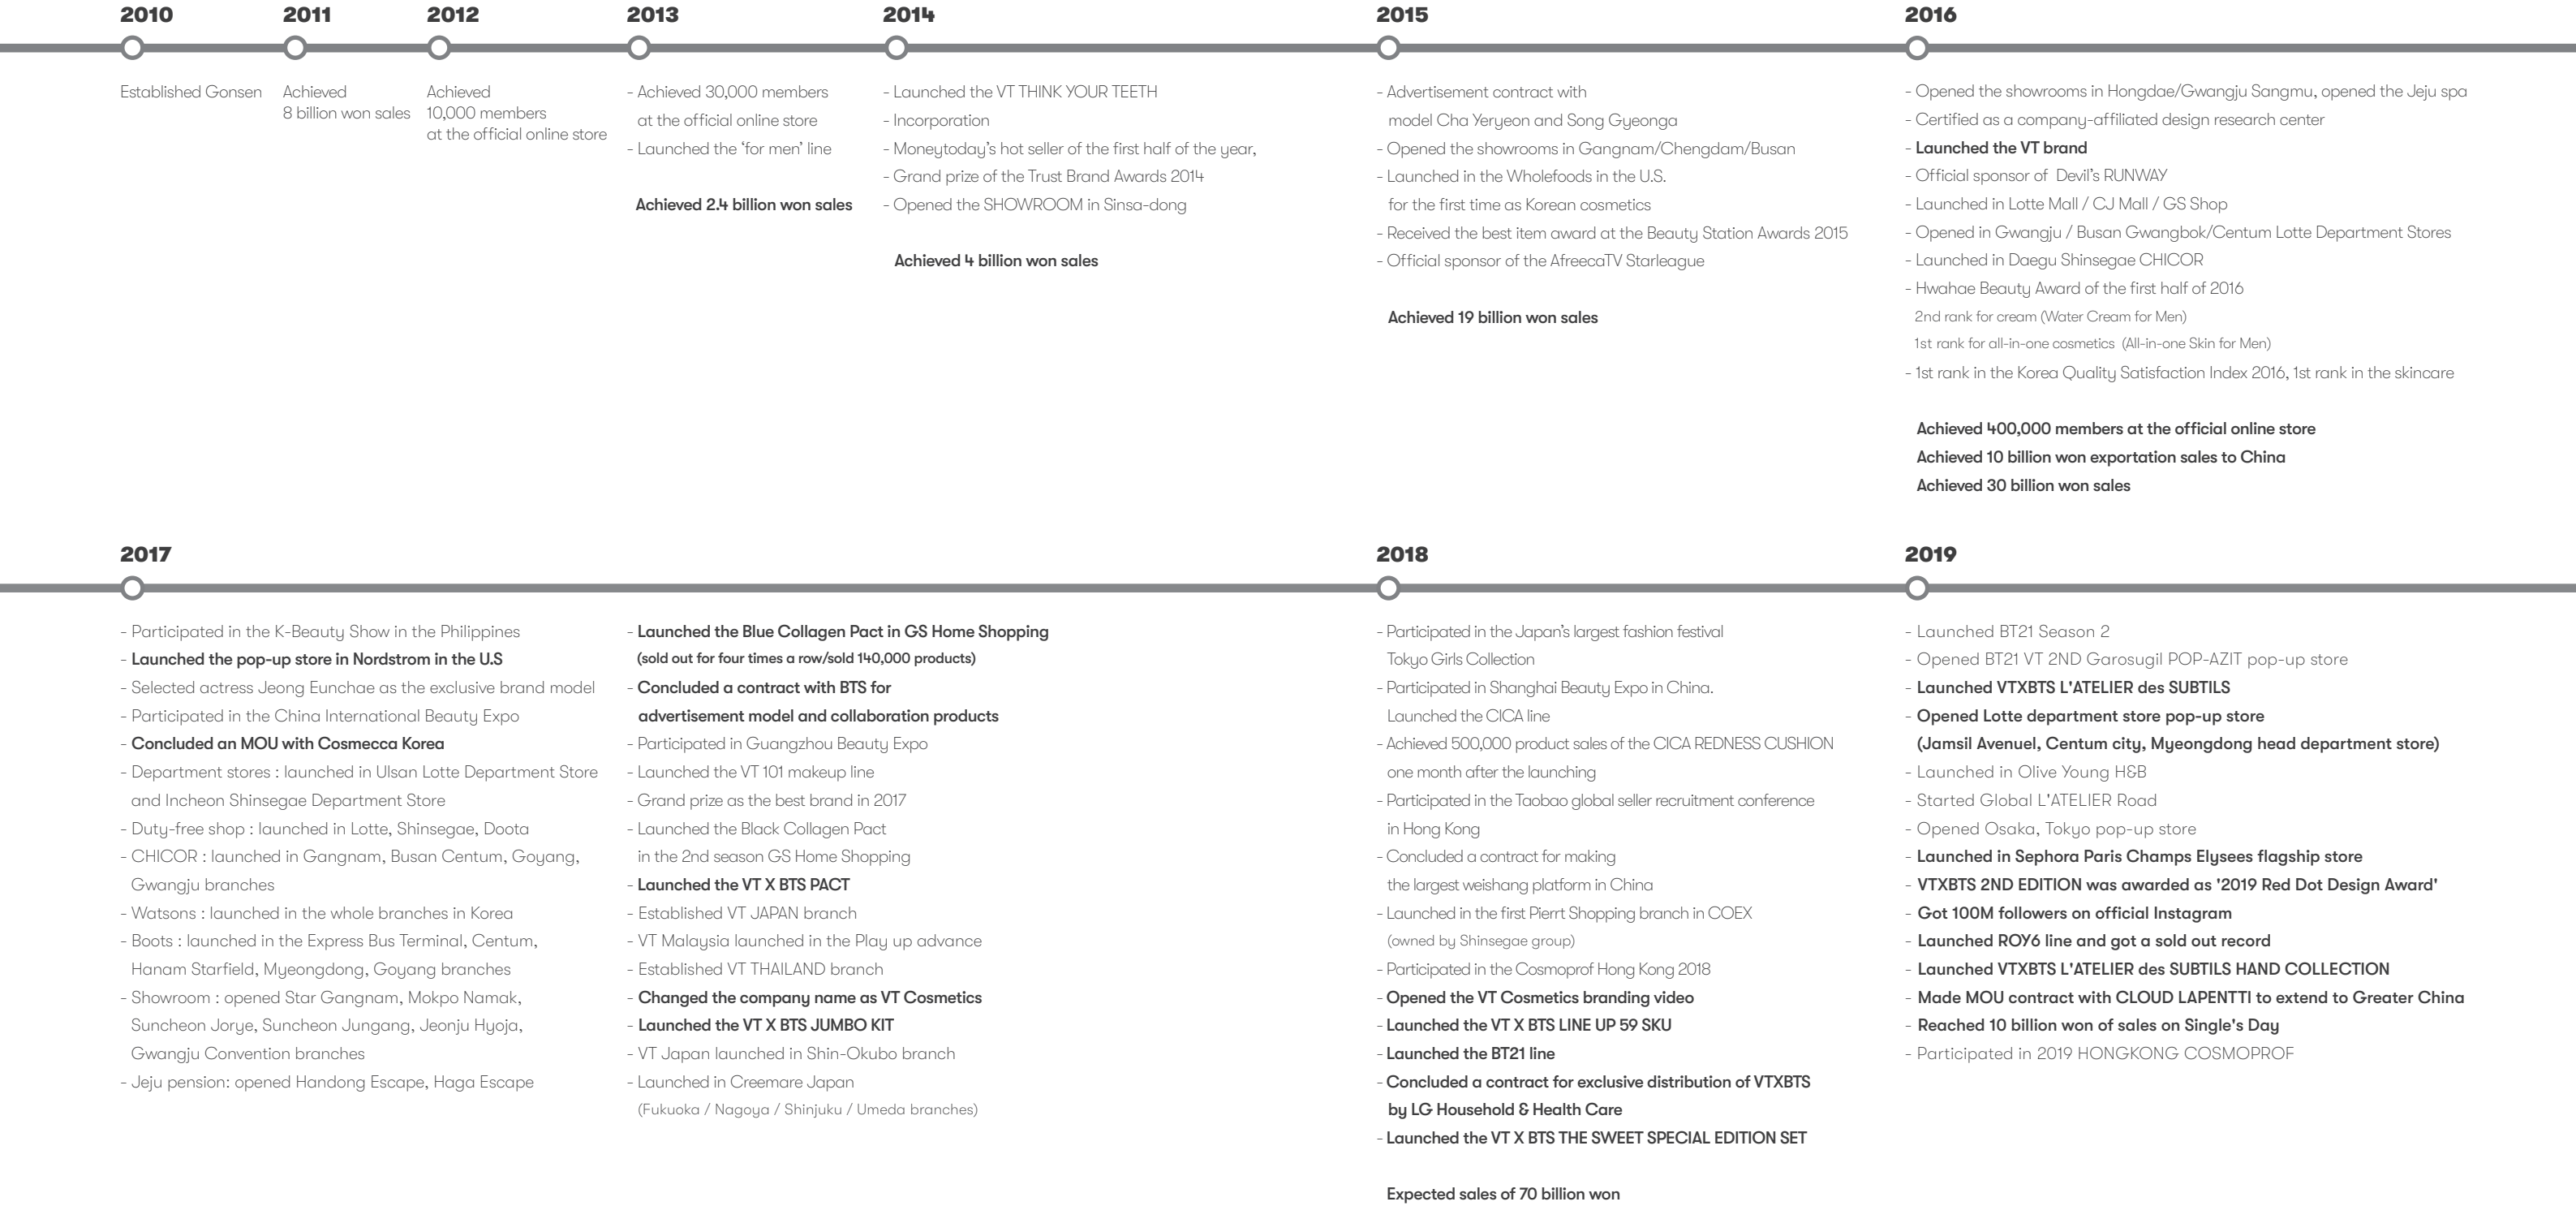 2010
Established Gonsen
2011
Achieved
8 billion won sales
2012
Achieved
10,000 members
at the official online store
2013
- Achieved 30,000 members
at the official online store
- Launched the ‘for men’ line
Achieved 2.4 billion won sales
2014
- Launched the VT THINK YOUR TEETH
- Incorporation
- Moneytoday’s hot seller of the first half of the year,
- Grand prize of the Trust Brand Awards 2014
- Opened the SHOWROOM in Sinsa-dong
Achieved 4 billion won sales
2015
- Advertisement contract with
model Cha Yeryeon and Song Gyeonga
- Opened the showrooms in Gangnam/Chengdam/Busan
- Launched in the Wholefoods in the U.S.
for the first time as Korean cosmetics
- Received the best item award at the Beauty Station Awards 2015
- Official sponsor of the AfreecaTV Starleague
Achieved 19 billion won sales
2016
- Opened the showrooms in Hongdae/Gwangju Sangmu, opened the Jeju spa
- Certified as a company-affiliated design research center
- Launched the VT brand
- Official sponsor of Devil’s RUNWAY
- Launched in Lotte Mall / CJ Mall / GS Shop
- Opened in Gwangju / Busan Gwangbok/Centum Lotte Department Stores
- Launched in Daegu Shinsegae CHICOR
- Hwahae Beauty Award of the first half of 2016
2nd rank for cream (Water Cream for Men)
1st rank for all-in-one cosmetics (All-in-one Skin for Men)
- 1st rank in the Korea Quality Satisfaction Index 2016, 1st rank in the skincare
Achieved 400,000 members at the official online store
Achieved 10 billion won exportation sales to China
Achieved 30 billion won sales
2017
- Participated in the K-Beauty Show in the Philippines
- Launched the pop-up store in Nordstrom in the U.S
- Selected actress Jeong Eunchae as the exclusive brand model
- Participated in the China International Beauty Expo
- Concluded an MOU with Cosmecca Korea
- Department stores : launched in Ulsan Lotte Department Store
and Incheon Shinsegae Department Store
- Duty-free shop : launched in Lotte, Shinsegae, Doota
- CHICOR : launched in Gangnam, Busan Centum, Goyang,
Gwangju branches
- Watsons : launched in the whole branches in Korea
- Boots : launched in the Express Bus Terminal, Centum,
Hanam Starfield, Myeongdong, Goyang branches
- Showroom : opened Star Gangnam, Mokpo Namak,
Suncheon Jorye, Suncheon Jungang, Jeonju Hyoja,
Gwangju Convention branches
- Jeju pension: opened Handong Escape, Haga Escape
- Launched the Blue Collagen Pact in GS Home Shopping
(sold out for four times a row/sold 140,000 products)
- Concluded a contract with BTS for
advertisement model and collaboration products
- Participated in Guangzhou Beauty Expo
- Launched the VT 101 makeup line
- Grand prize as the best brand in 2017
- Launched the Black Collagen Pact
in the 2nd season GS Home Shopping
- Launched the VT X BTS PACT
- Established VT JAPAN branch
- VT Malaysia launched in the Play up advance
- Established VT THAILAND branch
- Changed the company name as VT Cosmetics
- Launched the VT X BTS JUMBO KIT
- VT Japan launched in Shin-Okubo branch
- Launched in Creemare Japan
(Fukuoka / Nagoya / Shinjuku / Umeda branches)
2018
- Participated in the Japan’s largest fashion festival
Tokyo Girls Collection
- Participated in Shanghai Beauty Expo in China.
Launched the CICA line
- Achieved 500,000 product sales of the CICA REDNESS CUSHION
one month after the launching
- Participated in the Taobao global seller recruitment conference
in Hong Kong
- Concluded a contract for making
the largest weishang platform in China
- Launched in the first Pierrt Shopping branch in COEX
(owned by Shinsegae group)
- Participated in the Cosmoprof Hong Kong 2018
- Opened the VT Cosmetics branding video
- Launched the VT X BTS LINE UP 59 SKU
- Launched the BT21 line
- Concluded a contract for exclusive distribution of VTXBTS
by LG Household & Health Care
- Launched the VT X BTS THE SWEET SPECIAL EDITION SET
Expected sales of 70 billion won
2019
- Launched BT21 Season 2
- Opened BT21 VT 2ND Garosugil POP-AZIT pop-up store
- Launched VTXBTS L'ATELIER des SUBTILS
- Opened Lotte department store pop-up store
(Jamsil Avenuel, Centum city, Myeongdong head department store)
- Launched in Olive Young H&B
- Started Global L'ATELIER Road
- Opened Osaka, Tokyo pop-up store
- Launched in Sephora Paris Champs Elysees flagship store
- VTXBTS 2ND EDITION was awarded as '2019 Red Dot Design Award'
- Got 100M followers on official Instagram
- Launched ROY6 line and got a sold out record
- Launched VTXBTS L'ATELIER des SUBTILS HAND COLLECTION
- Made MOU contract with CLOUD LAPENTTI to extend to Greater China
- Reached 10 billion won of sales on Single's Day
- Participated in 2019 HONGKONG COSMOPROF